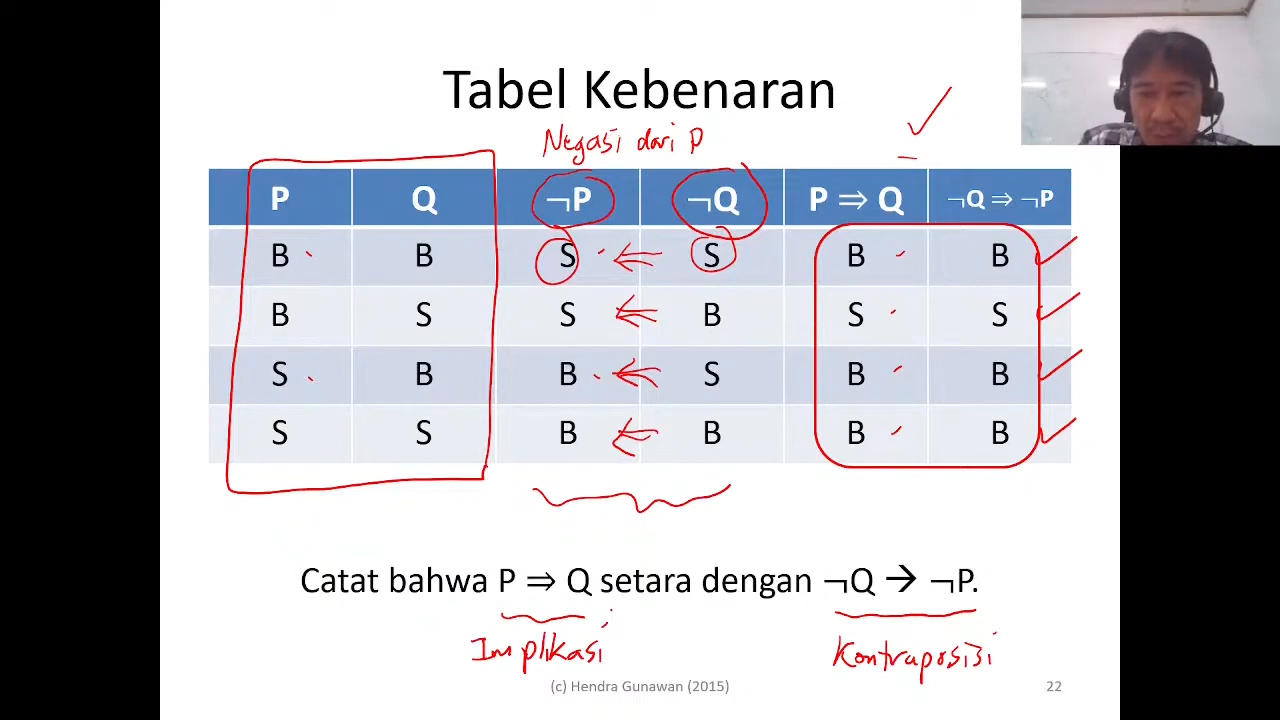 Tabel Kebenaran
Negasi dari P
P Q ¬P ¬Q P ⇒ Q ¬Q ⇒ ¬P
B B S S B B
B S S B S S
S B B S B B
S S B B B B
Catat bahwa P ⇒ Q setara dengan ¬Q → ¬P.
Implikasi Kontraposisi
(c) Hendra Gunawan (2015) 22